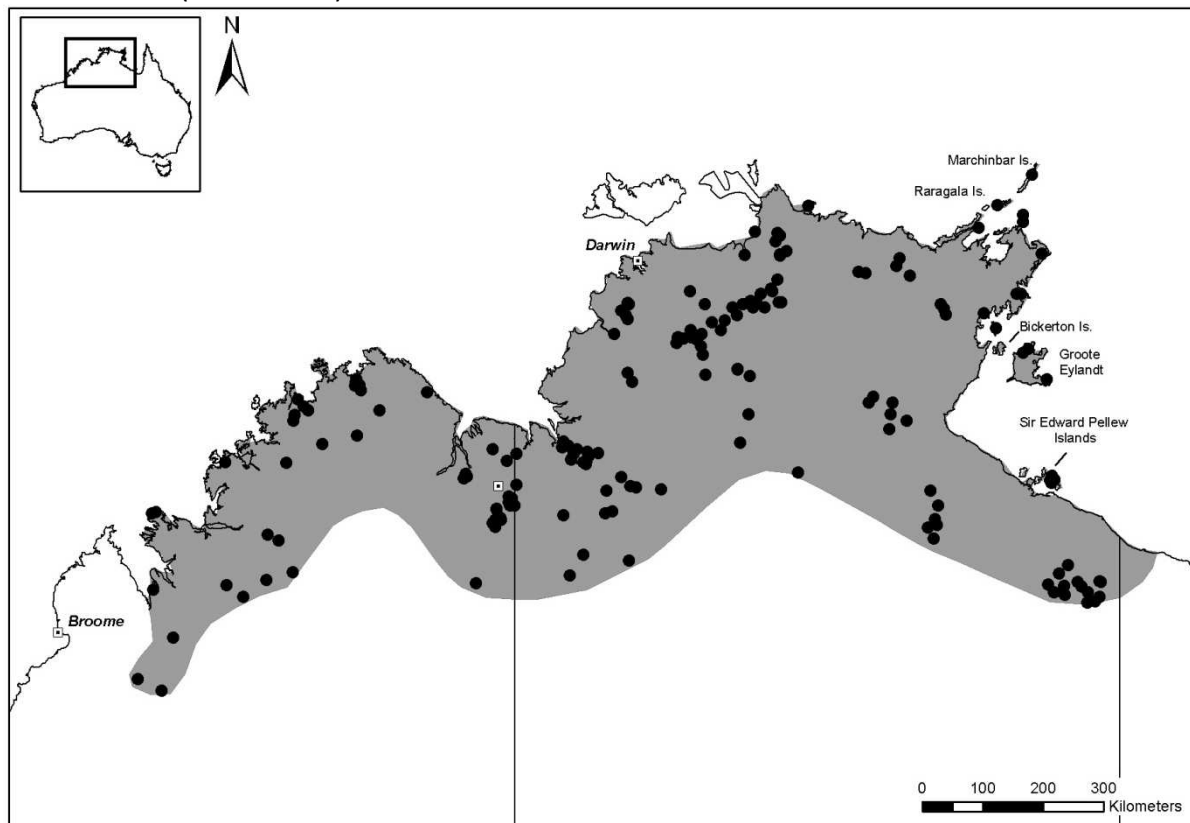 N
Marchinbar Is.
Raragala Is.
Darwin
Bickerton Is.
Groote
Eylandt
Sir Edward Pellew
Islands
Broome
0 100 200 300
Kilometers